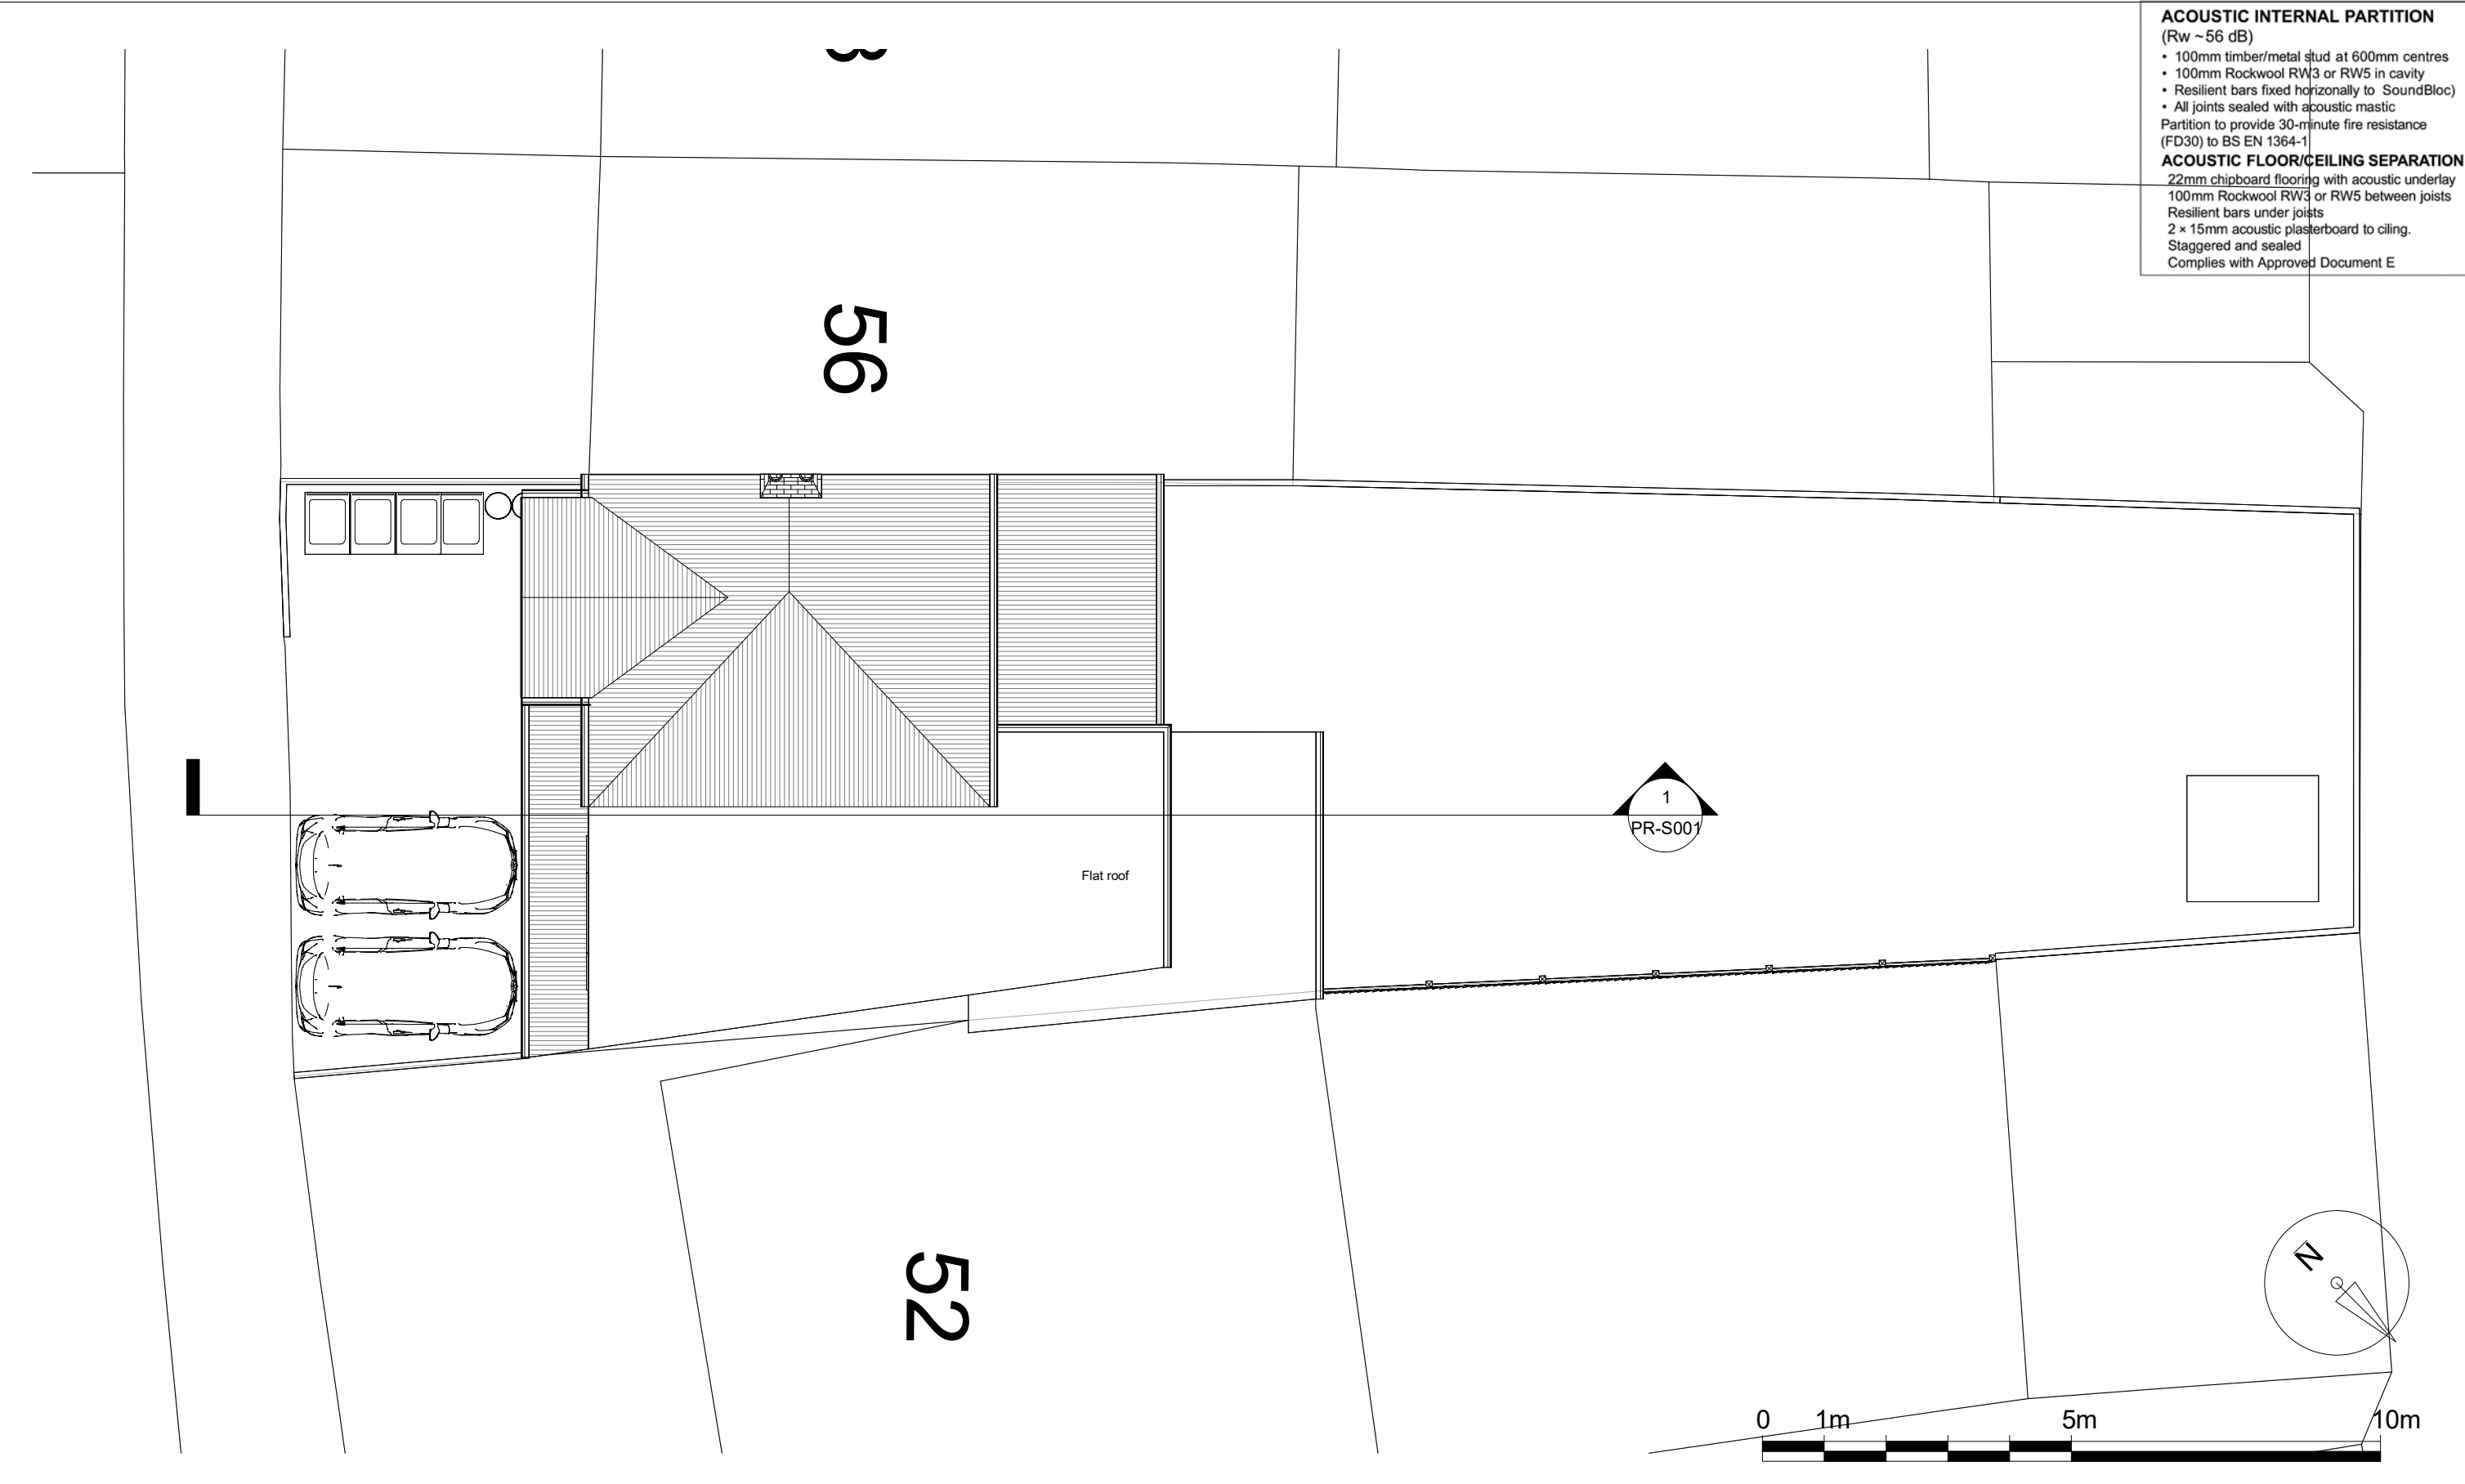 ACOUSTIC INTERNAL PARTITION
(Rw ~56 dB)
• 100mm timber/metal stud at 600mm centres
• 100mm Rockwool RW3 or RW5 in cavity
• Resilient bars fixed horizonally to SoundBloc)
• All joints sealed with acoustic mastic
Partition to provide 30-minute fire resistance
(FD30) to BS EN 1364-1
ACOUSTIC FLOOR/CEILING SEPARATION
22mm chipboard flooring with acoustic underlay
100mm Rockwool RW3 or RW5 between joists
Resilient bars under joists
2 × 15mm acoustic plasterboard to ciling.
Staggered and sealed
Complies with Approved Document E
56
1
PR-S001
Flat roof
52
N
0 1m 5m 10m